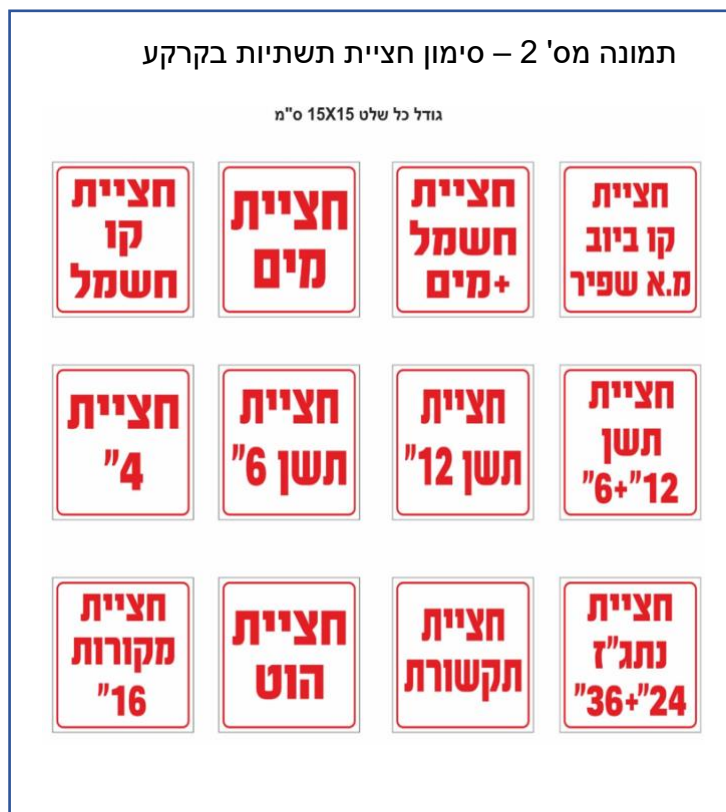 תמונה מס' 2 – סימון חציית תשתיות בקרקע
גודל כל שלט 15X15 ס"מ
חציית
קו ביוב
מ.א שפיר
חציית
חשמל
+מים
חציית
מים
חציית
קו
חשמל
חציית
תשן
12"+6"
חציית
תשן 12"
חציית
תשן 6"
חציית
4"
חציית
נתג"ז
24"+36"
חציית
תקשורת
חציית
הוט
חציית
מקורות
16"